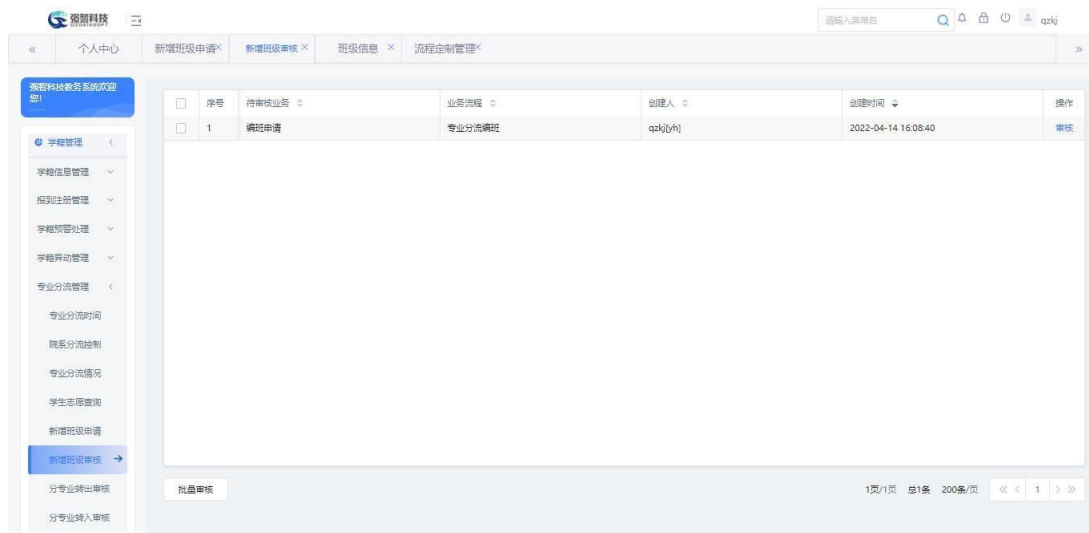 强智科技
QZDATASOFT
请输入菜单名
qzkj
个人中心
新增班级申请×
新增班级审核×
班级信息×
流程定制管理×
强智科技教务系统欢迎
您!
学籍管理
学籍信息管理
报到注册管理
学籍预警处理
学籍异动管理
专业分流管理
专业分流时间
院系分流控制
专业分流情况
学生志愿查询
新增班级申请
新增班级审核
分专业转出审核
分专业转入审核
序号 待审核业务 业务流程 创建人 创建时间 操作
1 编班申请 专业分流编班 qzkj[yh] 2022-04-14 16:08:40 审核
批量审核
1页/1页 总1条 200条/页 1